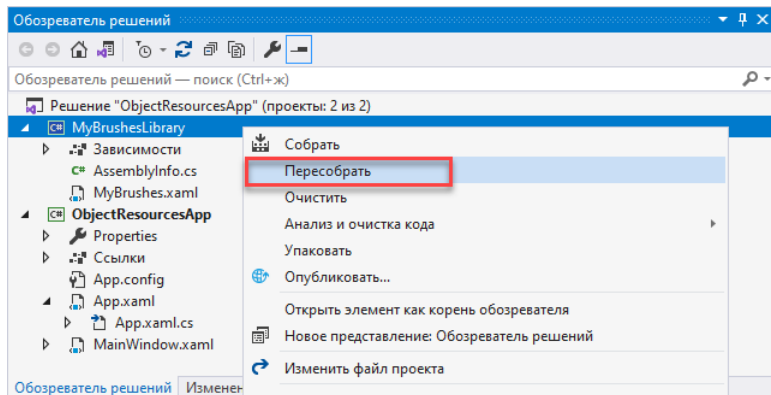 Обозреватель решений
Обозреватель решений — поиск (Ctrl+ж)
Решение "ObjectResourcesApp" (проекты: 2 из 2)
C# MyBrushesLibrary
Зависимости
C# AssemblyInfo.cs
MyBrushes.xaml
C# ObjectResourcesApp
Properties
Ссылки
App.config
App.xaml
App.xaml.cs
MainWindow.xaml
Собрать
Пересобрать
Очистить
Анализ и очистка кода
Упаковать
Опубликовать...
Открыть элемент как корень обозревателя
Новое представление: Обозреватель решений
Изменить файл проекта
Обозреватель решений Изменен